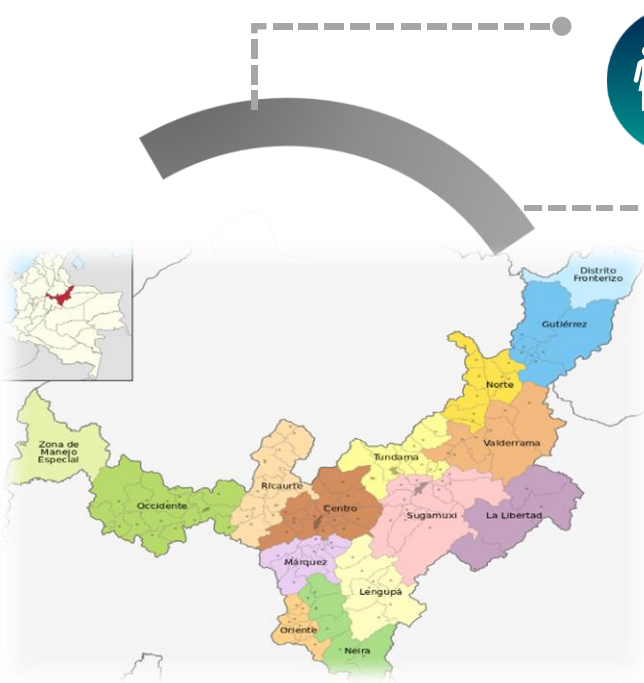 Distrito
Fronterizo
Gutiérrez
Norte
Valderrama
Tundama
Zona de
Manejo
Especial
Ricaurte
Occidente
Centro
Sugamuxi
La Libertad
Márquez
Lengupá
Oriente
Neira